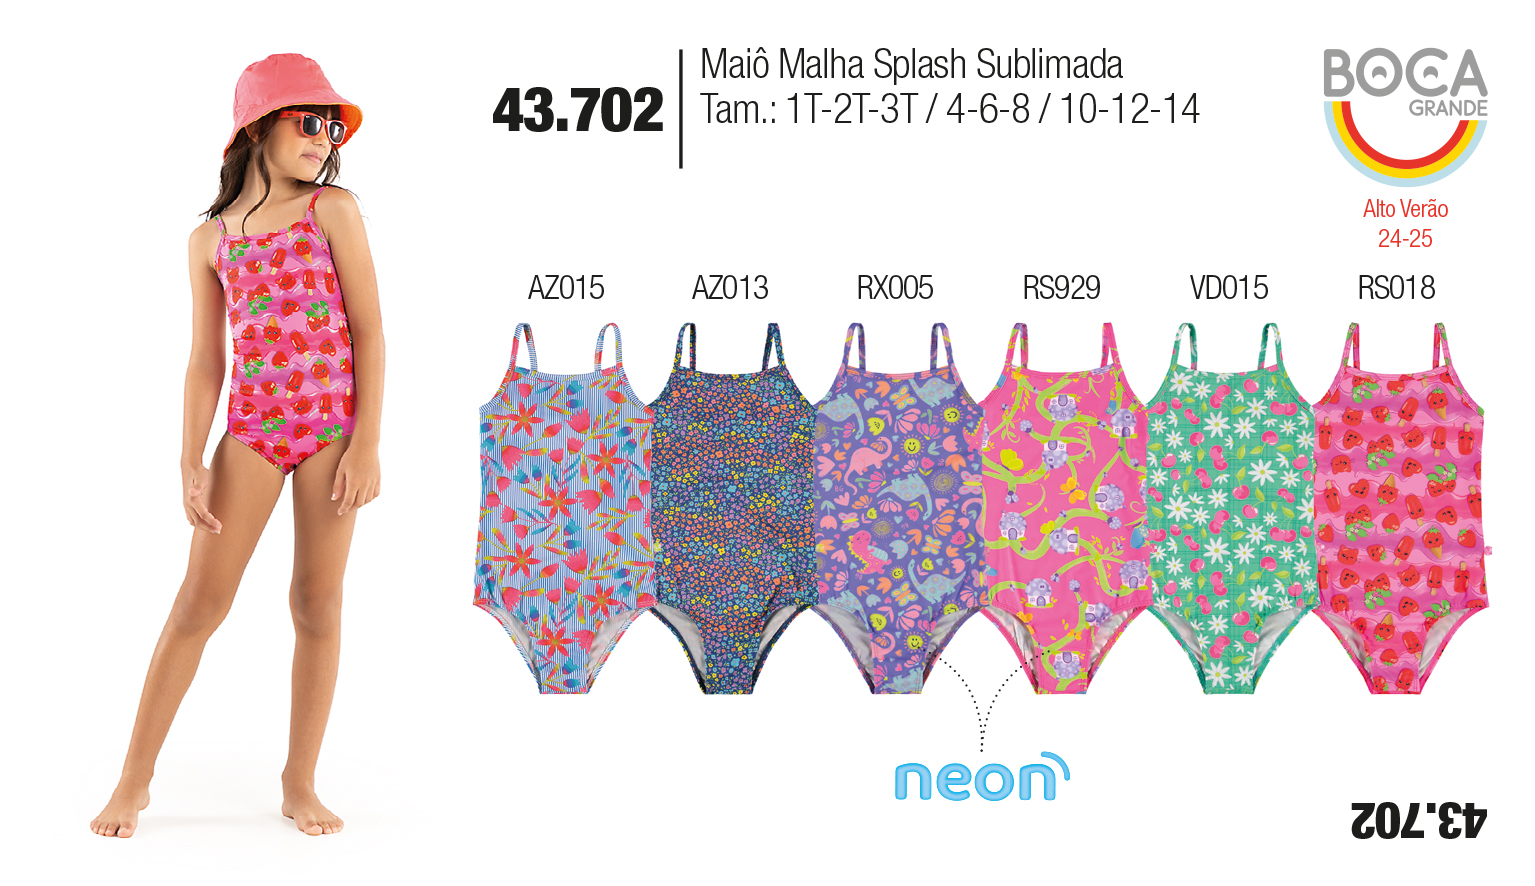 43.702
Maiô Malha Splash Sublimada
Tam.: 1T-2T-3T / 4-6-8 / 10-12-14
BOCA
GRANDE
Alto Verão
24-25
AZ015
AZ013
RX005
RS929
VD015
RS018
neon
43.702